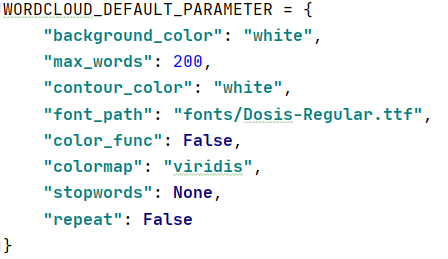 WORDCLOUD_DEFAULT_PARAMETER = {
    "background_color": "white",
    "max_words": 200,
    "contour_color": "white",
    "font_path": "fonts/Dosis-Regular.ttf",
    "color_func": False,
    "colormap": "viridis",
    "stopwords": None,
    "repeat": False
}